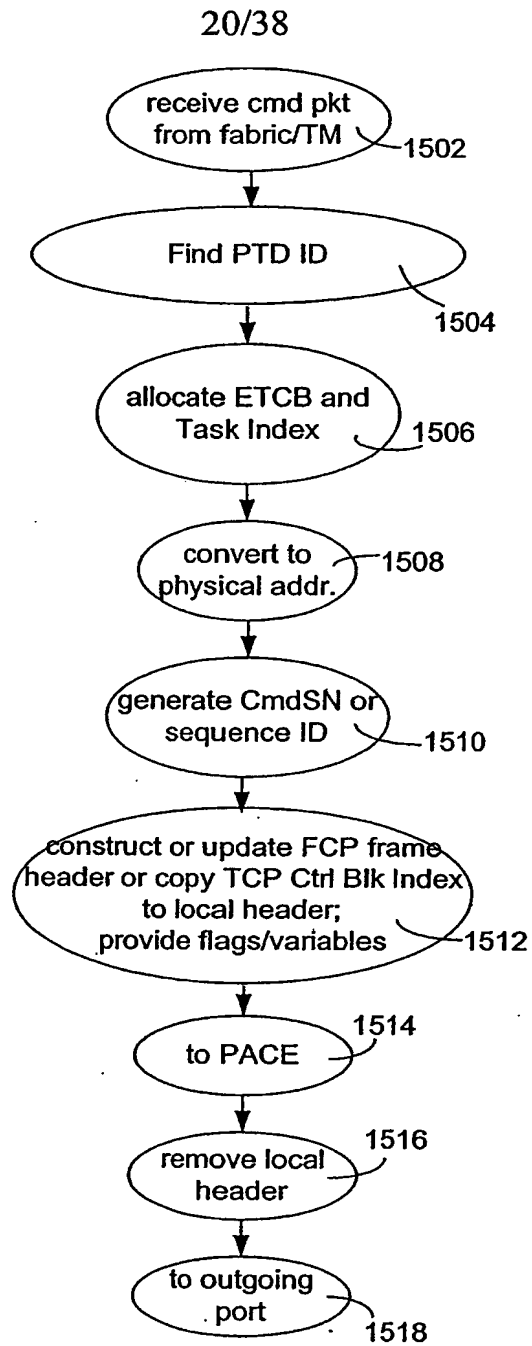 20/38
receive cmd pkt
from fabric/TM
1502
Find PTD ID
1504
allocate ETCB and
Task Index
1506
convert to
physical addr.
1508
generate CmdSN or
sequence ID
1510
construct or update FCP frame
header or copy TCP Ctrl Blk Index
to local header;
provide flags/variables
1512
to PACE
1514
remove local
header
1516
to outgoing
port
1518